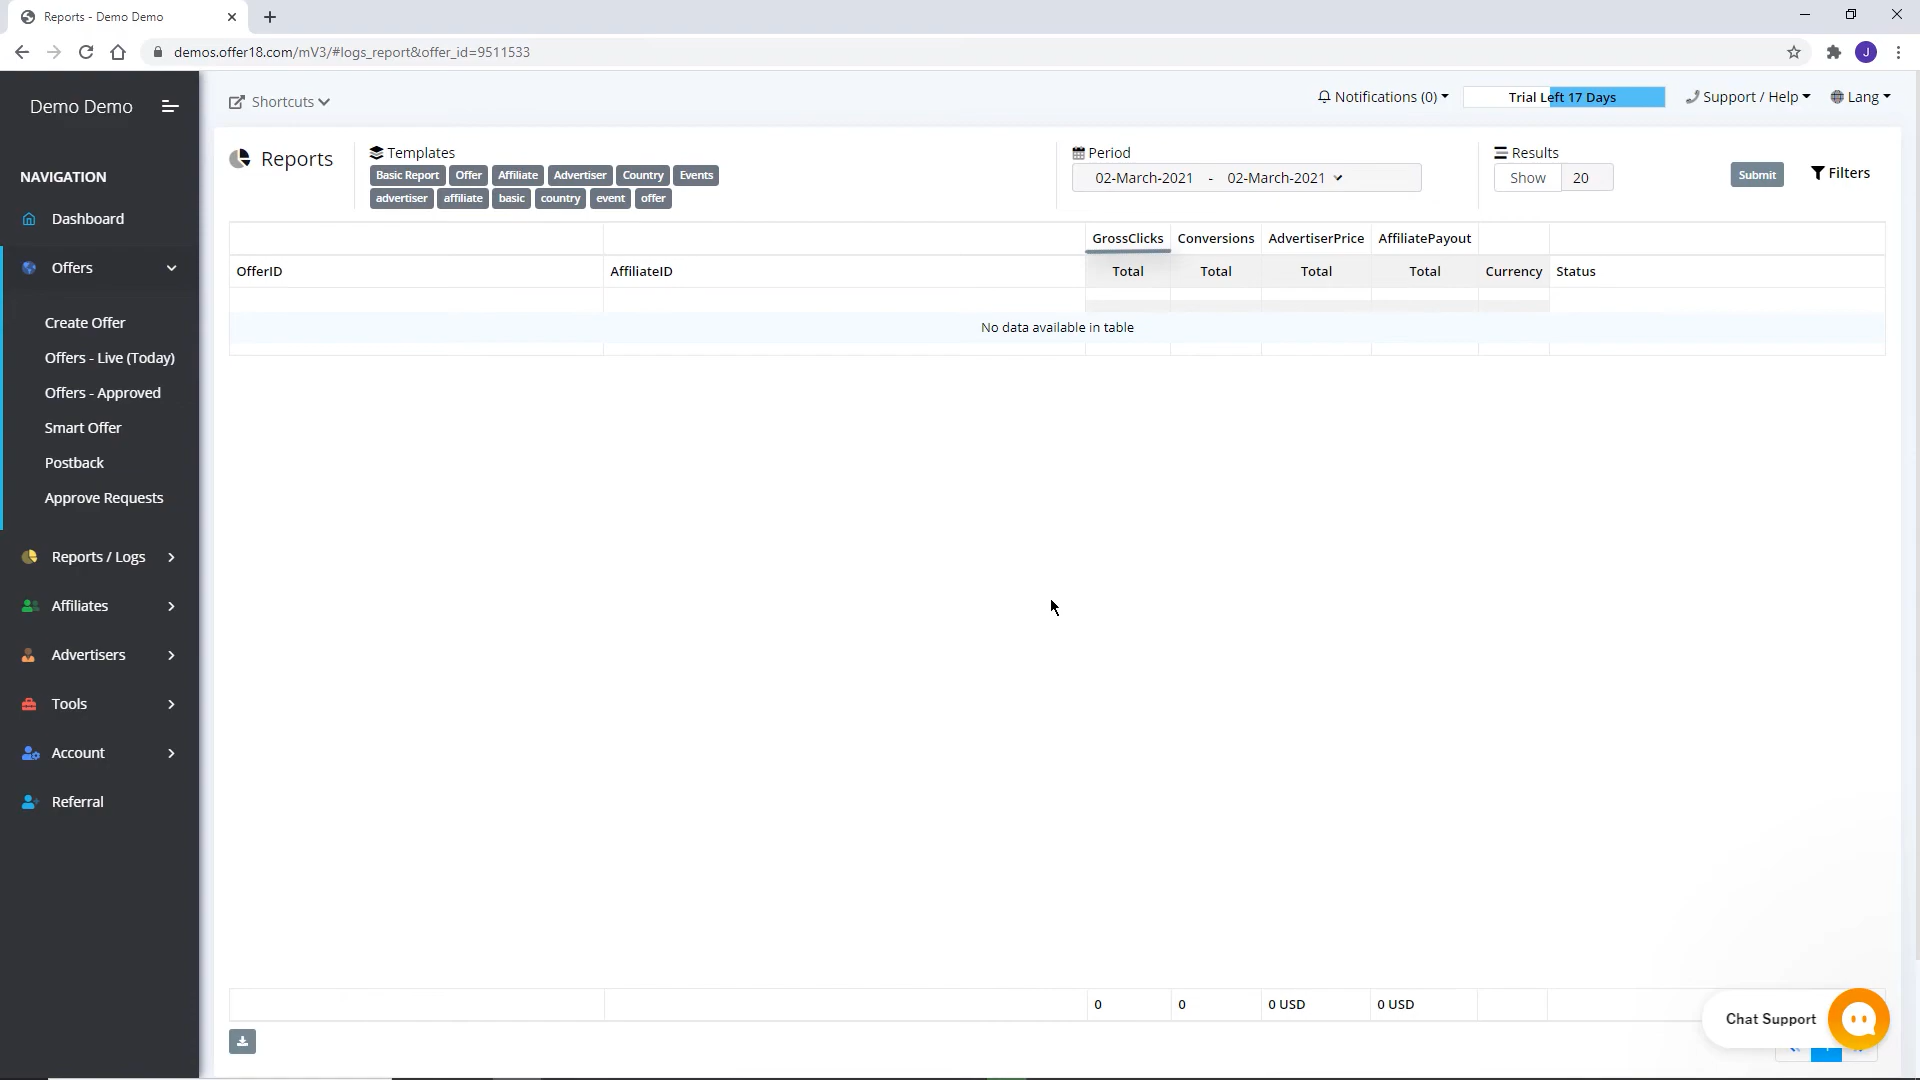 Reports - Demo Demo
demos.offer18.com/mV3/#logs_report&offer_id=9511533
J
Demo Demo
Shortcuts
Notifications (0)
Trial Left 17 Days
Support / Help
Lang
Reports
Templates
Basic Report Offer Affiliate Advertiser Country Events
advertiser affiliate basic country event offer
Period
02-March-2021 - 02-March-2021
Results
Show 20
Submit
Filters
NAVIGATION
Dashboard
Offers
Create Offer
Offers - Live (Today)
Offers - Approved
Smart Offer
Postback
Approve Requests
Reports / Logs
Affiliates
Advertisers
Tools
Account
Referral
GrossClicks Conversions AdvertiserPrice AffiliatePayout
OfferID AffiliateID Total Total Total Total Currency Status
No data available in table
0 0 0 USD 0 USD
Chat Support